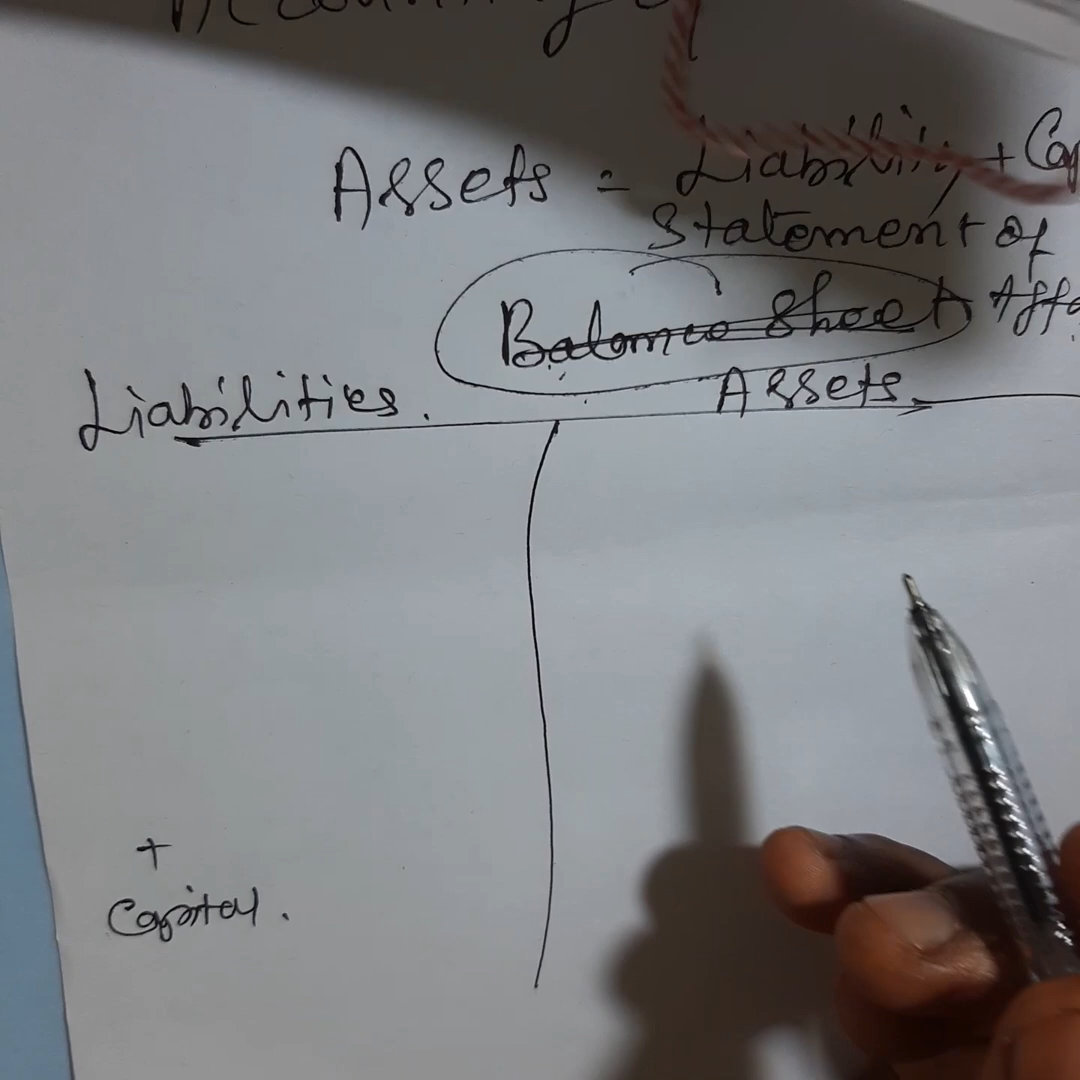 Assets = Liability + Cap
Statement of
Balance Sheet Affa
Liabilities. Assets
+
Capital.